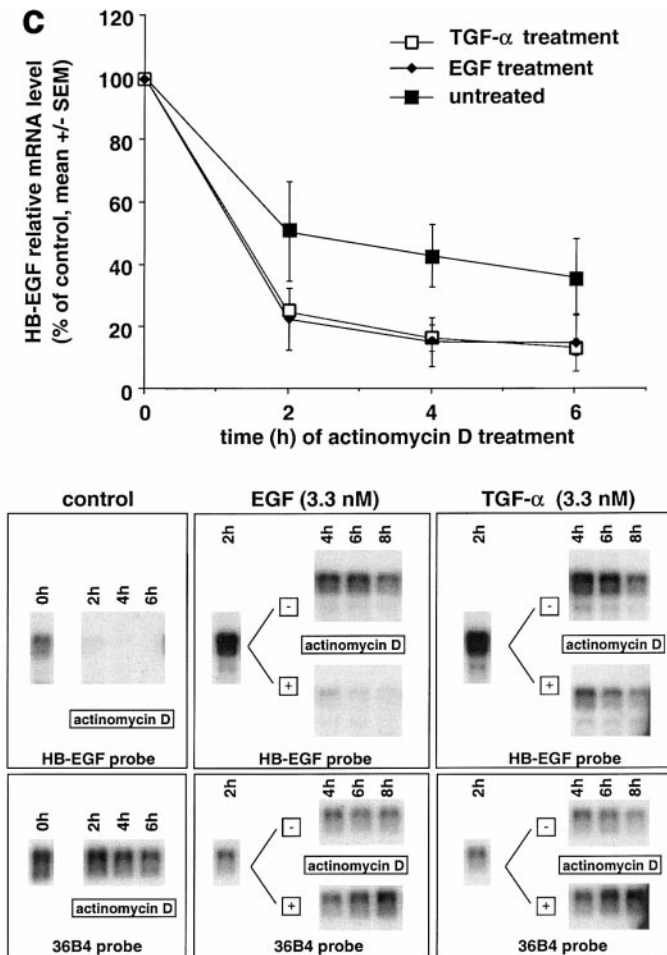 C
120
100
80
60
40
20
0
HB-EGF relative mRNA level
(% of control, mean +/- SEM)
TGF-α treatment
EGF treatment
untreated
0 2 4 6
time (h) of actinomycin D treatment
control
0h
2h 4h 6h
actinomycin D
HB-EGF probe
EGF (3.3 nM)
2h
4h 6h 8h
-
actinomycin D
+
HB-EGF probe
TGF-α (3.3 nM)
2h
4h 6h 8h
-
actinomycin D
+
HB-EGF probe
0h
2h 4h 6h
actinomycin D
36B4 probe
2h
4h 6h 8h
-
actinomycin D
+
36B4 probe
2h
4h 6h 8h
-
actinomycin D
+
36B4 probe